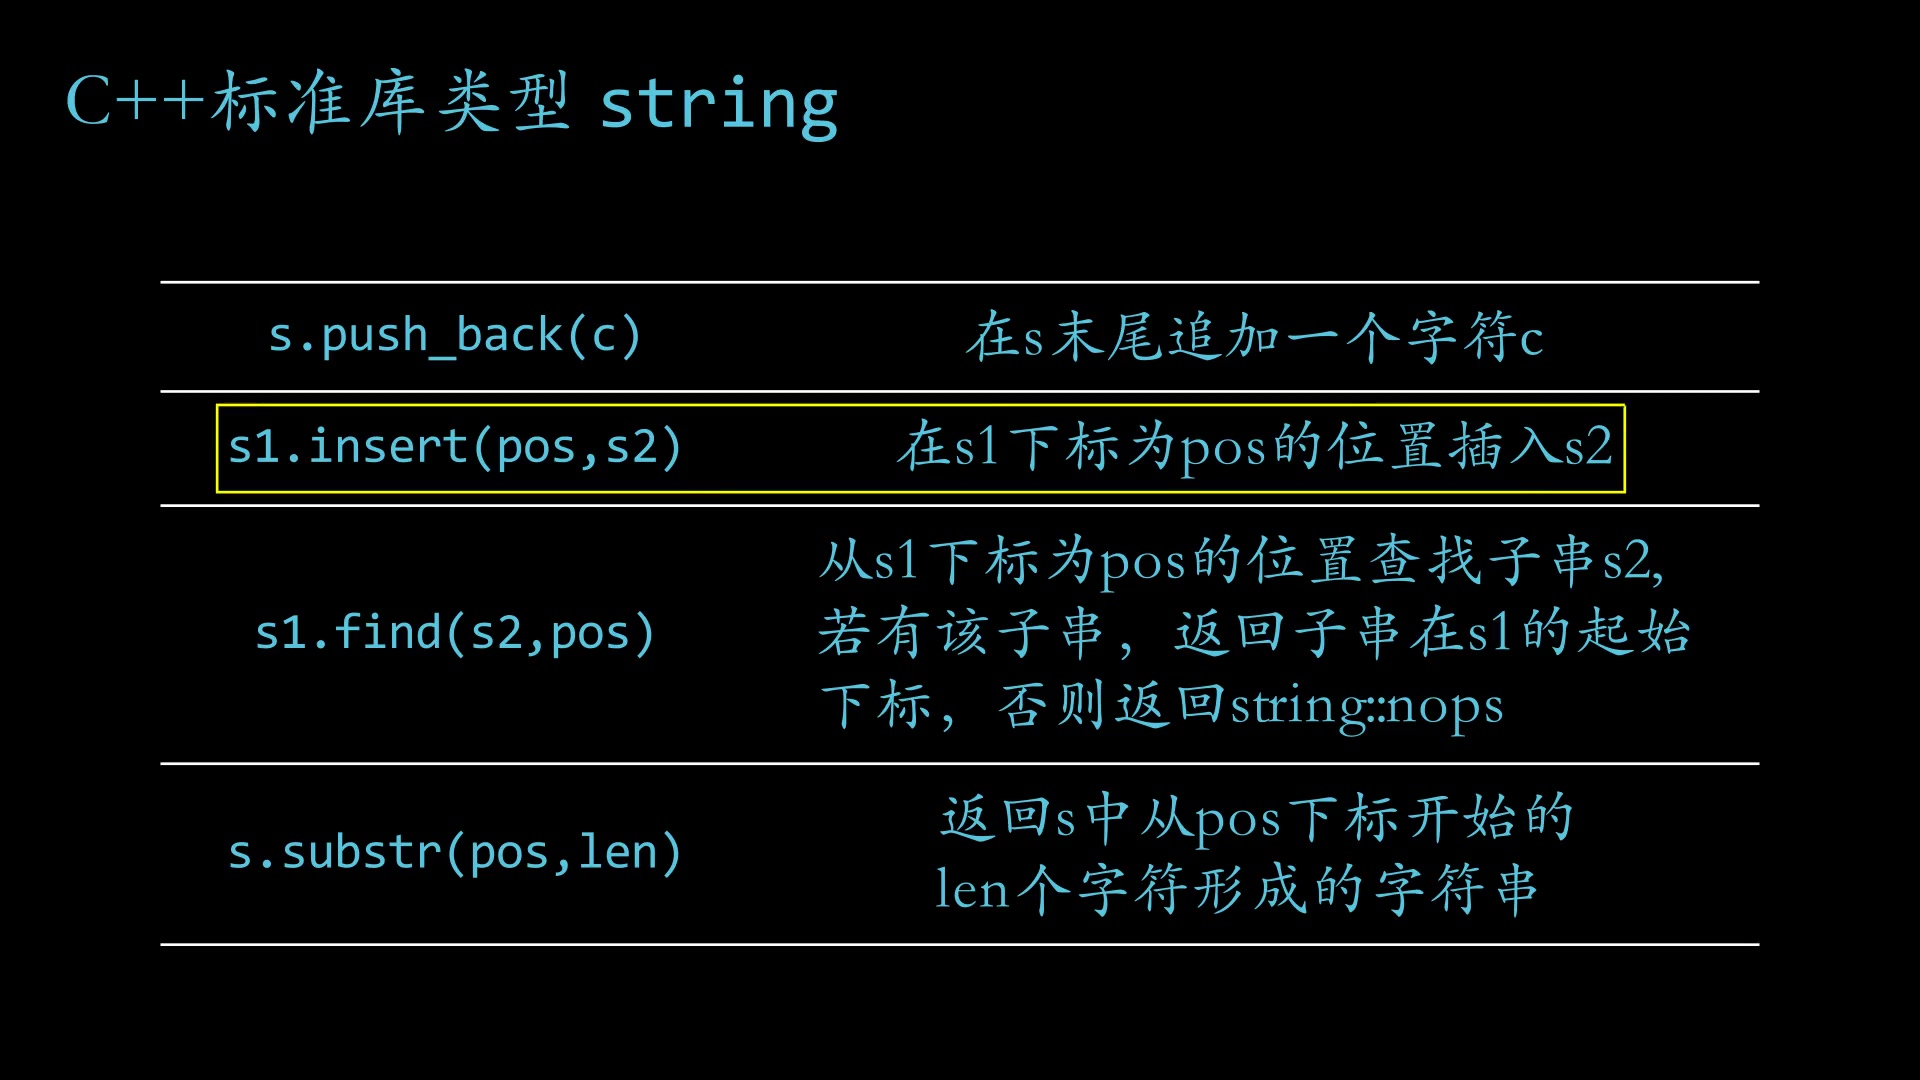 C++标准库类型 string
s.push_back(c)
在s末尾追加一个字符c
s1.insert(pos,s2)
在s1下标为pos的位置插入s2
s1.find(s2,pos)
从s1下标为pos的位置查找子串s2,
若有该子串，返回子串在s1的起始
下标，否则返回string::nops
s.substr(pos,len)
返回s中从pos下标开始的
len个字符形成的字符串